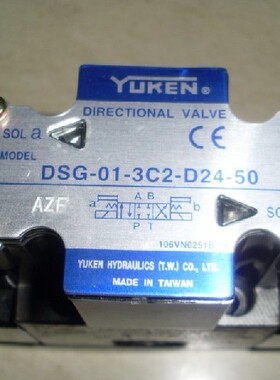 YUKEN
DIRECTIONAL VALVE
SOL a
CE
MODEL
DSG-01-3C2-D24-50
AZF
A B
a b
P T
SOL
YUKEN HYDRAULICS (T.W.) CO., LTD.
MADE IN TAIWAN